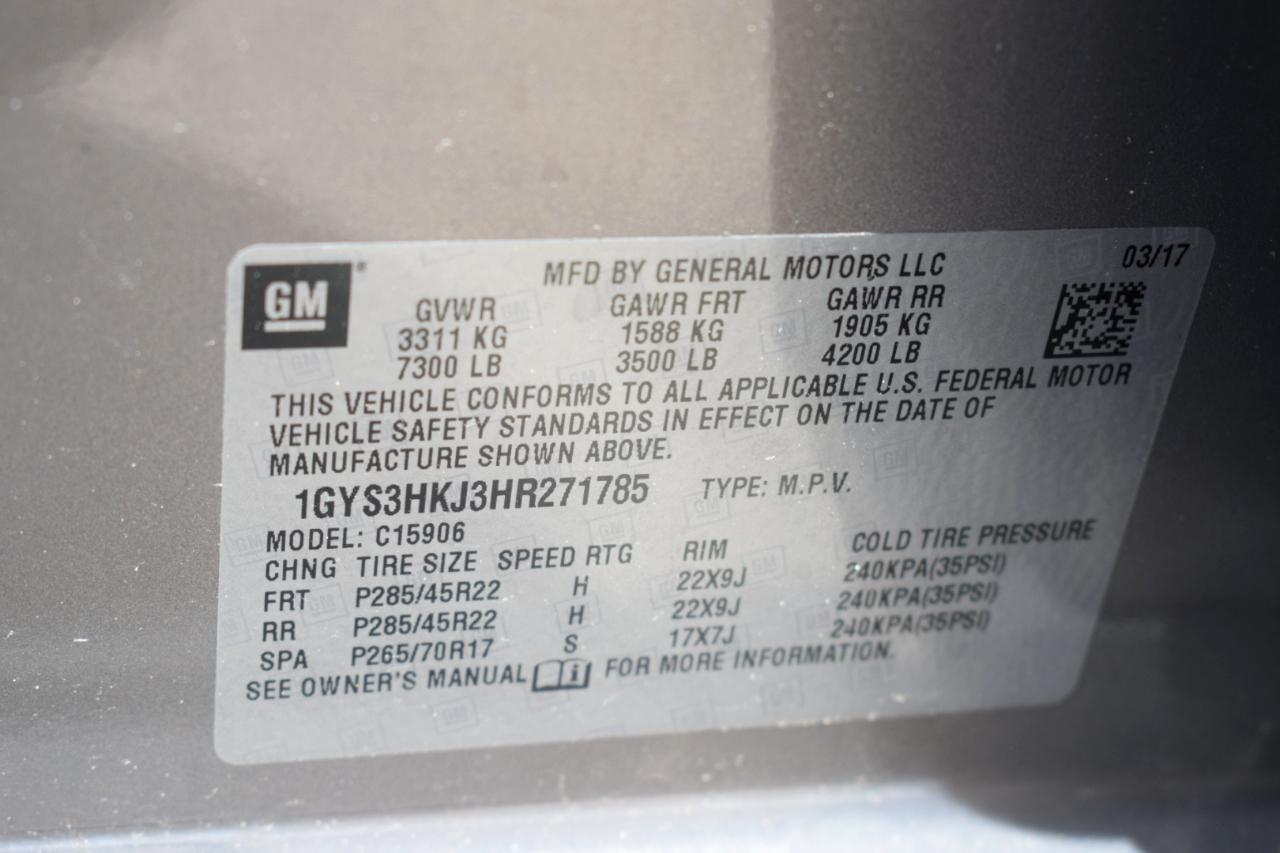 GM® MFD BY GENERAL MOTORS LLC 03/17
GVWR GAWR FRT GAWR RR
3311 KG 1588 KG 1905 KG
7300 LB 3500 LB 4200 LB
THIS VEHICLE CONFORMS TO ALL APPLICABLE U.S. FEDERAL MOTOR
VEHICLE SAFETY STANDARDS IN EFFECT ON THE DATE OF
MANUFACTURE SHOWN ABOVE.
1GYS3HKJ3HR271785 TYPE: M.P.V.
MODEL: C15906
CHNG TIRE SIZE SPEED RTG RIM COLD TIRE PRESSURE
FRT P285/45R22 H 22X9J 240KPA(35PSI)
RR P285/45R22 H 22X9J 240KPA(35PSI)
SPA P265/70R17 S 17X7J 240KPA(35PSI)
SEE OWNER'S MANUAL i FOR MORE INFORMATION.